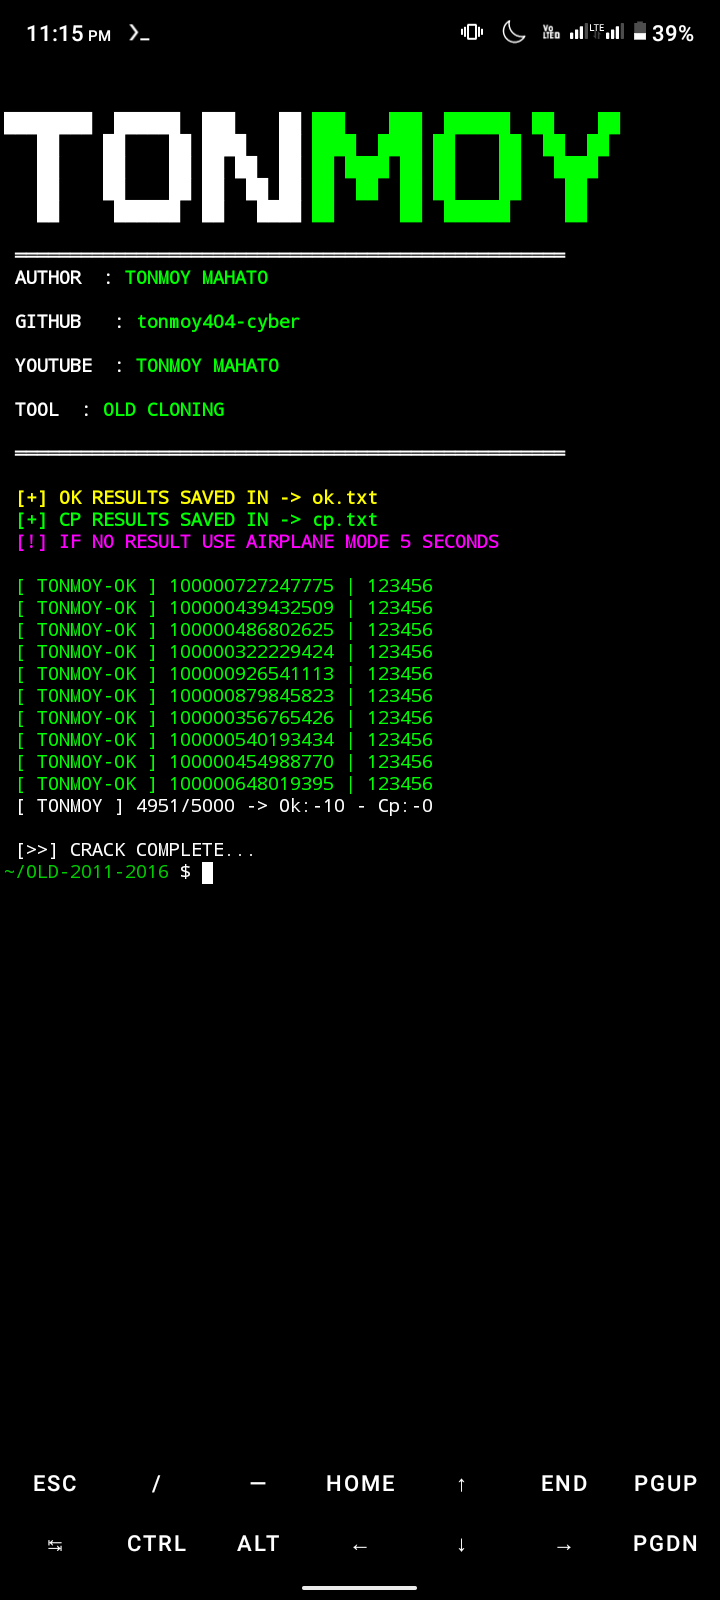 11:15 PM 39%
VoLTED LTE
TONMOY
AUTHOR : TONMOY MAHATO
GITHUB : tonmoy404-cyber
YOUTUBE : TONMOY MAHATO
TOOL : OLD CLONING
[+] OK RESULTS SAVED IN -> ok.txt
[+] CP RESULTS SAVED IN -> cp.txt
[!] IF NO RESULT USE AIRPLANE MODE 5 SECONDS
[ TONMOY-OK ] 100000727247775 | 123456
[ TONMOY-OK ] 100000439432509 | 123456
[ TONMOY-OK ] 100000486802625 | 123456
[ TONMOY-OK ] 100000322229424 | 123456
[ TONMOY-OK ] 100000926541113 | 123456
[ TONMOY-OK ] 100000879845823 | 123456
[ TONMOY-OK ] 100000356765426 | 123456
[ TONMOY-OK ] 100000540193434 | 123456
[ TONMOY-OK ] 100000454988770 | 123456
[ TONMOY-OK ] 100000648019395 | 123456
[ TONMOY ] 4951/5000 -> Ok:-10 - Cp:-0
[>>] CRACK COMPLETE...
~/OLD-2011-2016 $
ESC / — HOME ↑ END PGUP
↹ CTRL ALT ← ↓ → PGDN